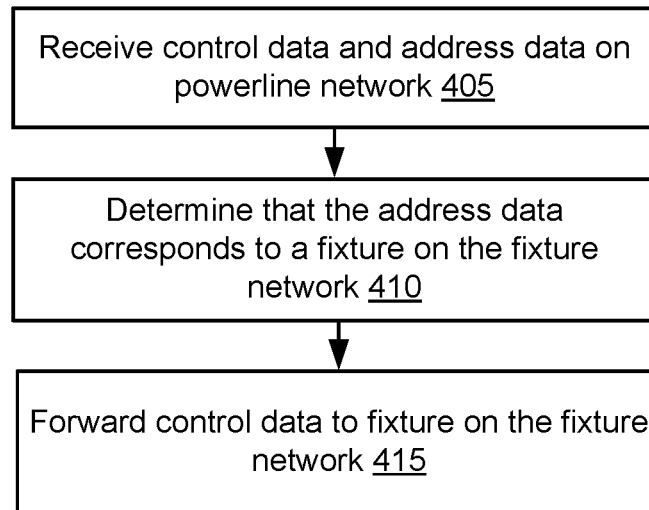 Receive control data and address data on
powerline network 405
Determine that the address data
corresponds to a fixture on the fixture
network 410
Forward control data to fixture on the fixture
network 415